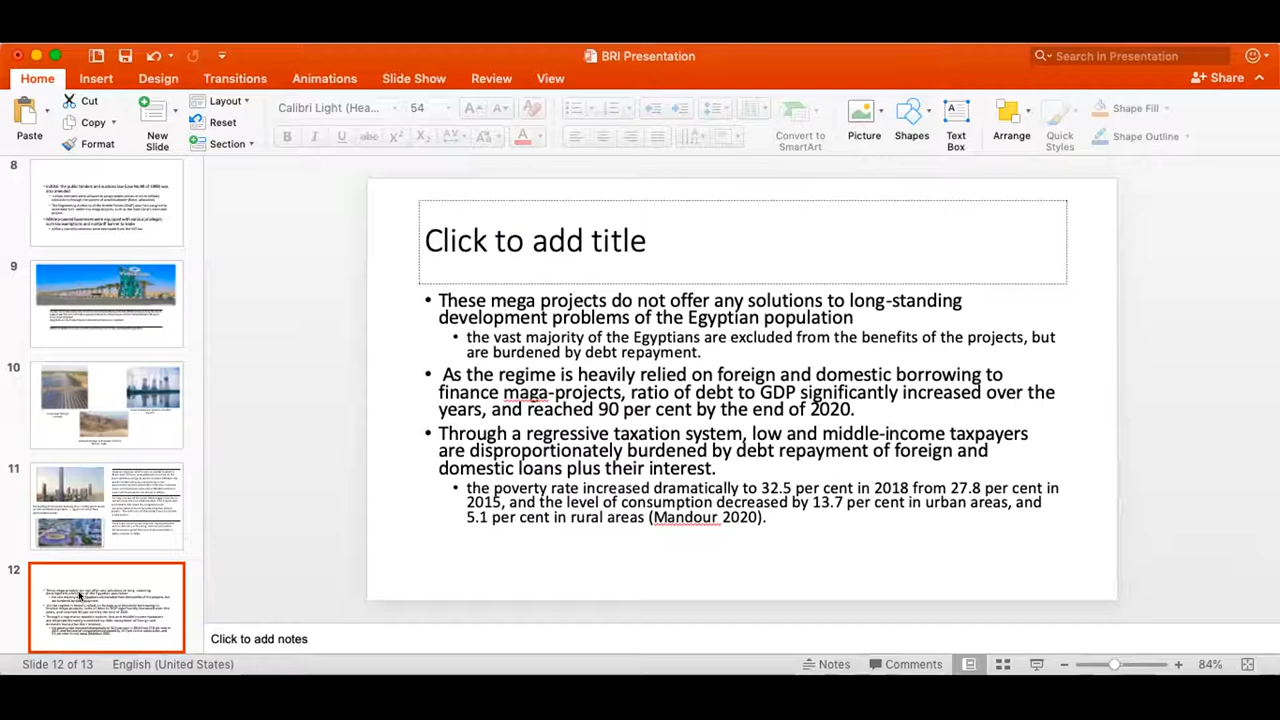 BRI Presentation
Search in Presentation
Home Insert Design Transitions Animations Slide Show Review View
Share
Paste
Cut
Copy
Format
New Slide
Layout
Reset
Section
Calibri Light (Hea... 54
Convert to SmartArt
Picture
Shapes
Text Box
Arrange
Quick Styles
Shape Fill
Shape Outline
8
9
10
11
12
Click to add title
• These mega projects do not offer any solutions to long-standing
development problems of the Egyptian population
• the vast majority of the Egyptians are excluded from the benefits of the projects, but
are burdened by debt repayment.
• As the regime is heavily relied on foreign and domestic borrowing to
finance maga-projects, ratio of debt to GDP significantly increased over the
years, and reached 90 per cent by the end of 2020.
• Through a regressive taxation system, low and middle-income taxpayers
are disproportionately burdened by debt repayment of foreign and
domestic loans plus their interest.
• the poverty line increased dramatically to 32.5 per cent in 2018 from 27.8 per cent in
2015, and the level of consumption decreased by 13.7 per cent in urban areas, and
5.1 per cent in rural areas (Mandour 2020).
Click to add notes
Slide 12 of 13 English (United States) Notes Comments 84%